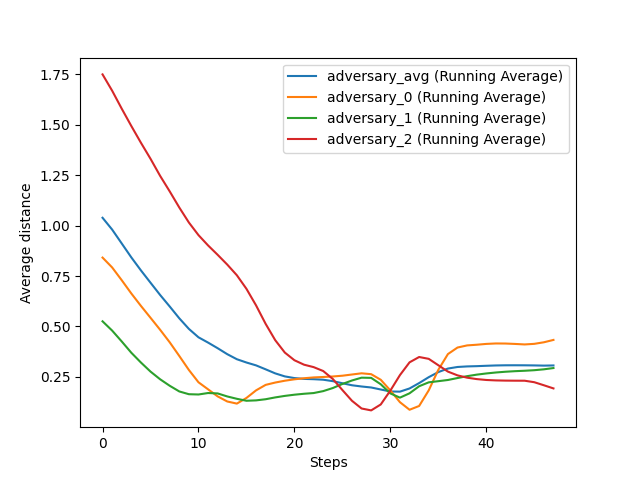 adversary_avg (Running Average)
adversary_0 (Running Average)
adversary_1 (Running Average)
adversary_2 (Running Average)
Average distance
1.75
1.50
1.25
1.00
0.75
0.50
0.25
0 10 20 30 40
Steps